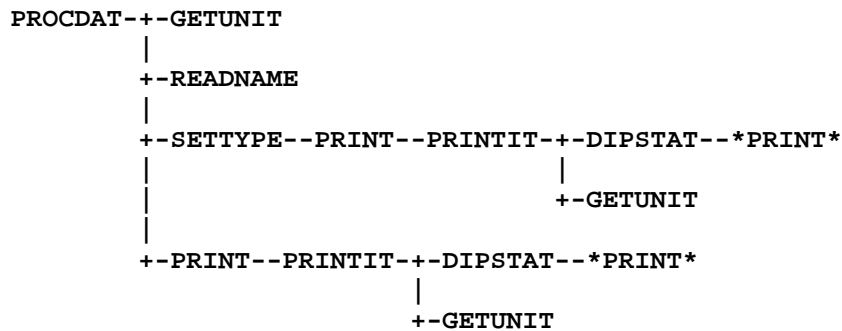 PROCDAT-+-GETUNIT
        |
        +-READNAME
        |
        +-SETTYPE--PRINT--PRINTIT-+-DIPSTAT--*PRINT*
        |                         |
        |                         +-GETUNIT
        |
        +-PRINT--PRINTIT-+-DIPSTAT--*PRINT*
                         |
                         +-GETUNIT